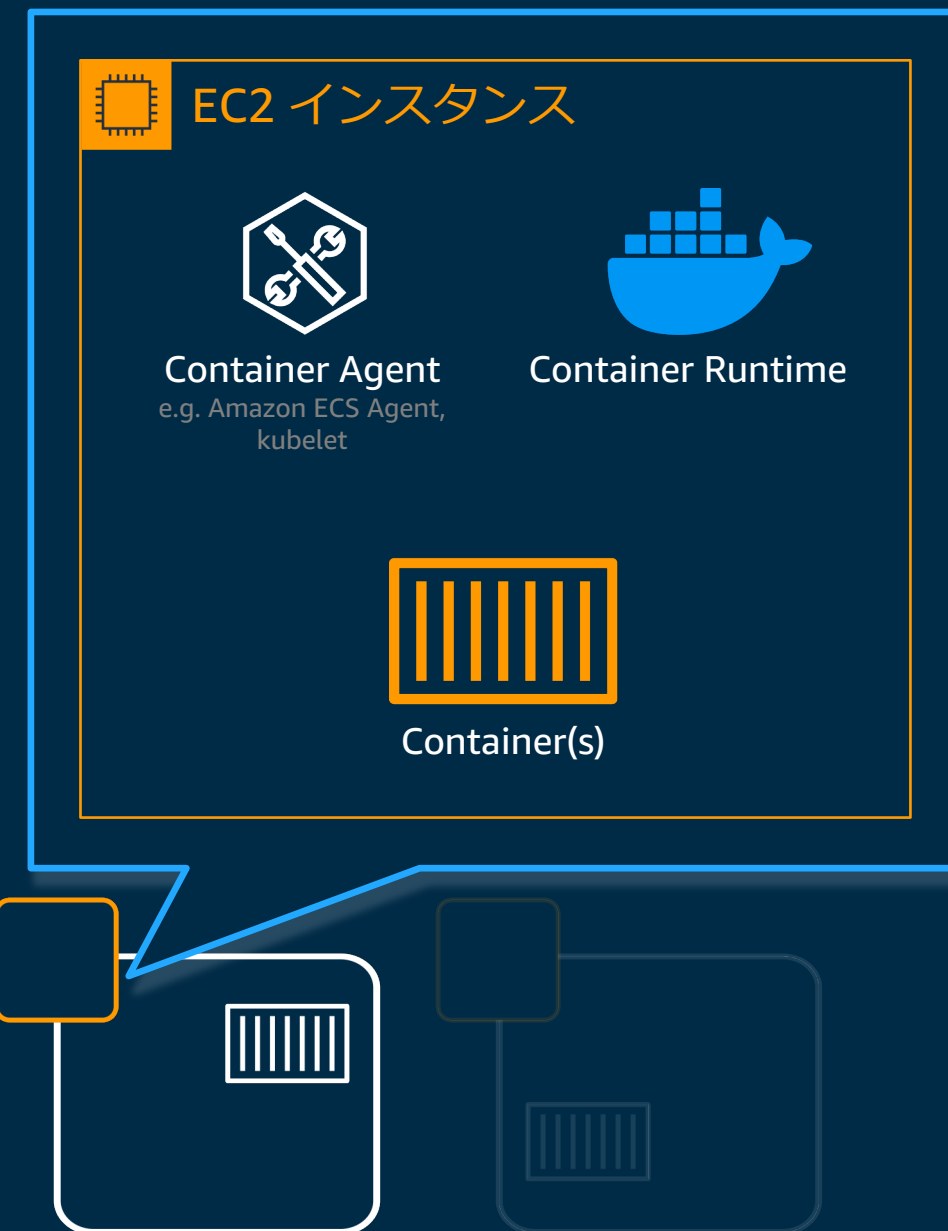 EC2 インスタンス
Container Agent
e.g. Amazon ECS Agent,
kubelet
Container Runtime
Container(s)